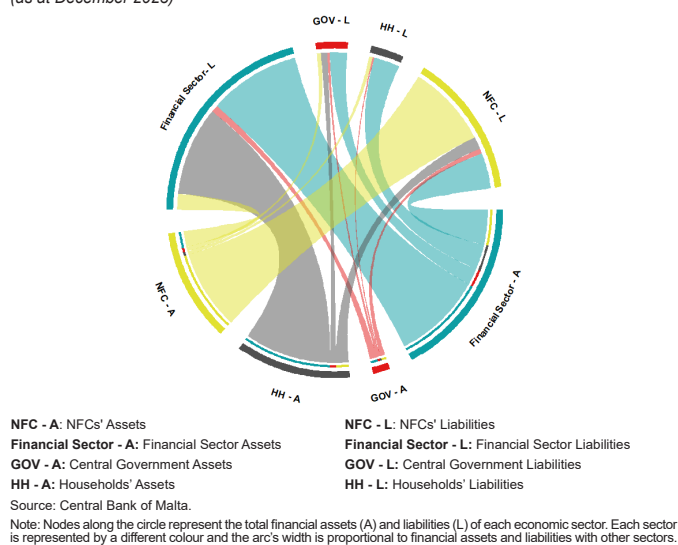 (as at December 2023)
GOV - L
HH - L
Financial Sector- L
NFC - L
NFC - A
Financial Sector - A
HH - A
GOV - A
NFC - A: NFCs' Assets
NFC - L: NFCs' Liabilities
Financial Sector - A: Financial Sector Assets
Financial Sector - L: Financial Sector Liabilities
GOV - A: Central Government Assets
GOV - L: Central Government Liabilities
HH - A: Households' Assets
HH - L: Households' Liabilities
Source: Central Bank of Malta.
Note: Nodes along the circle represent the total financial assets (A) and liabilities (L) of each economic sector. Each sector
is represented by a different colour and the arc's width is proportional to financial assets and liabilities with other sectors.